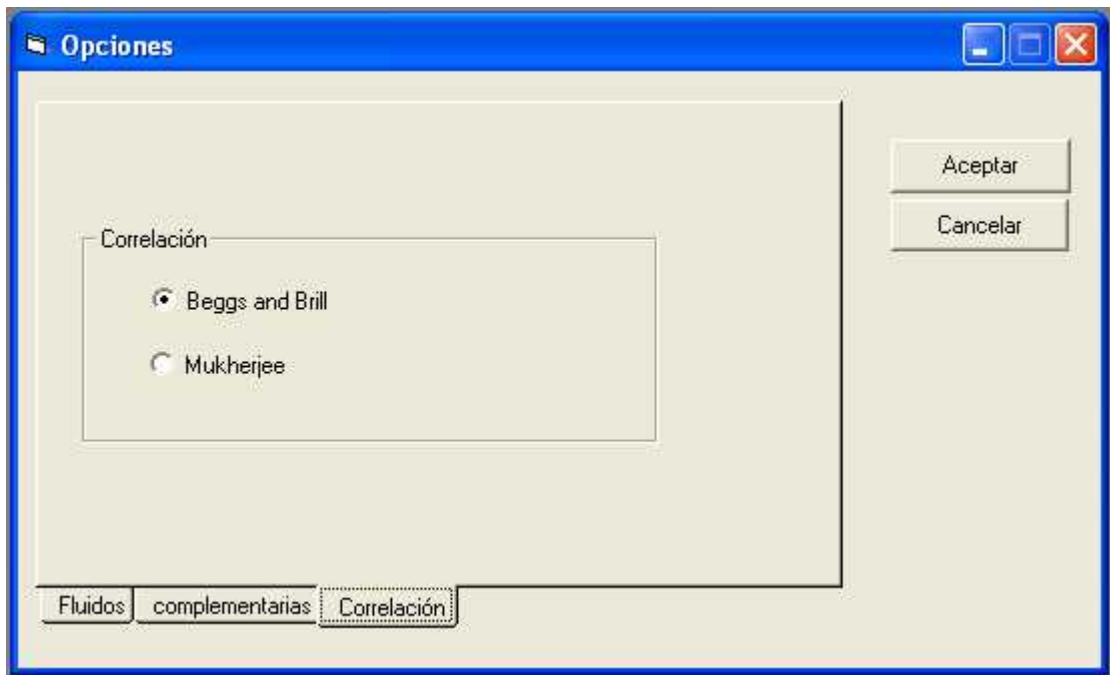 Opciones
Aceptar
Cancelar
Correlación
Beggs and Brill
Mukherjee
Fluidos complementarias Correlación